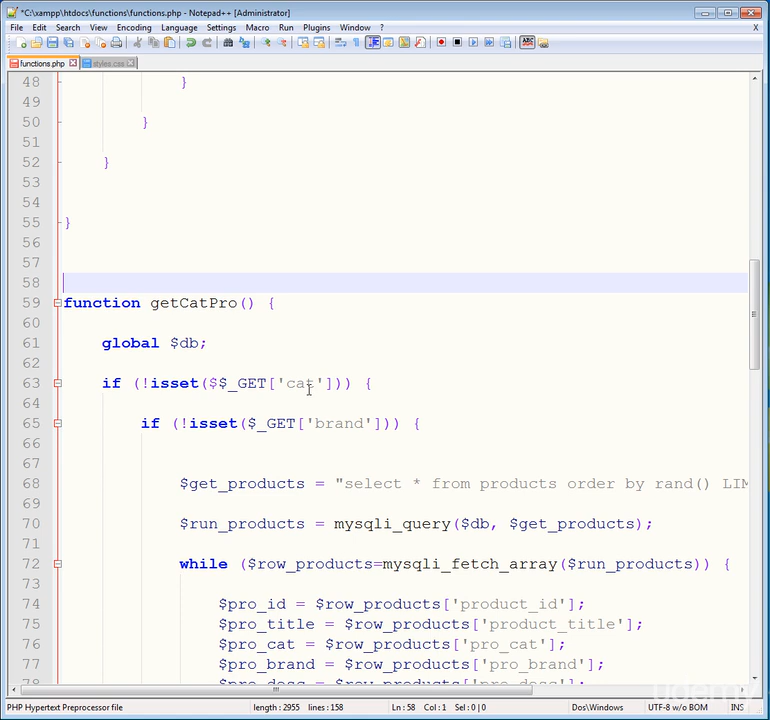 *C:\xampp\htdocs\functions\functions.php - Notepad++ [Administrator]
File Edit Search View Encoding Language Settings Macro Run Plugins Window ? X
functions.php styles.css
48 }
49
50 }
51
52 }
53
54
55 }
56
57
58
59 function getCatPro() {
60
61 global $db;
62
63 if (!isset($$_GET['cat'])) {
64
65 if (!isset($_GET['brand'])) {
66
67
68 $get_products = "select * from products order by rand() LIM
69
70 $run_products = mysqli_query($db, $get_products);
71
72 while ($row_products=mysqli_fetch_array($run_products)) {
73
74 $pro_id = $row_products['product_id'];
75 $pro_title = $row_products['product_title'];
76 $pro_cat = $row_products['pro_cat'];
77 $pro_brand = $row_products['pro_brand'];
78 $pro_desc = $row_products['pro_desc'];
udemy
PHP Hypertext Preprocessor file length : 2955 lines : 158 Ln : 58 Col : 1 Sel : 0 | 0 Dos\Windows UTF-8 w/o BOM INS